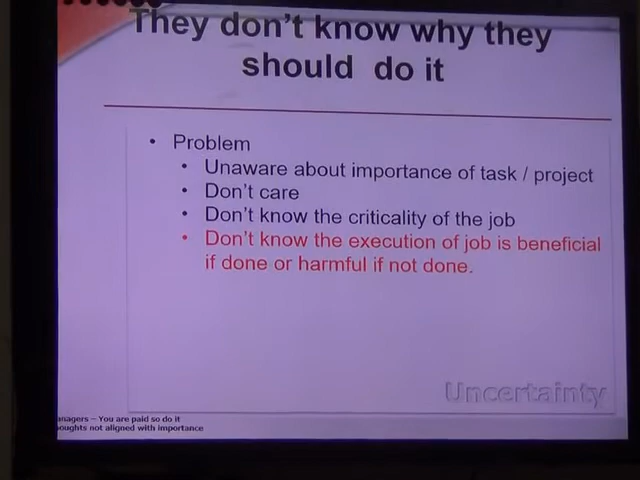 They don't know why they
should do it
• Problem
• Unaware about importance of task / project
• Don't care
• Don't know the criticality of the job
• Don't know the execution of job is beneficial
if done or harmful if not done.
Uncertainty
anagers – You are paid so do it
oughts not aligned with importance